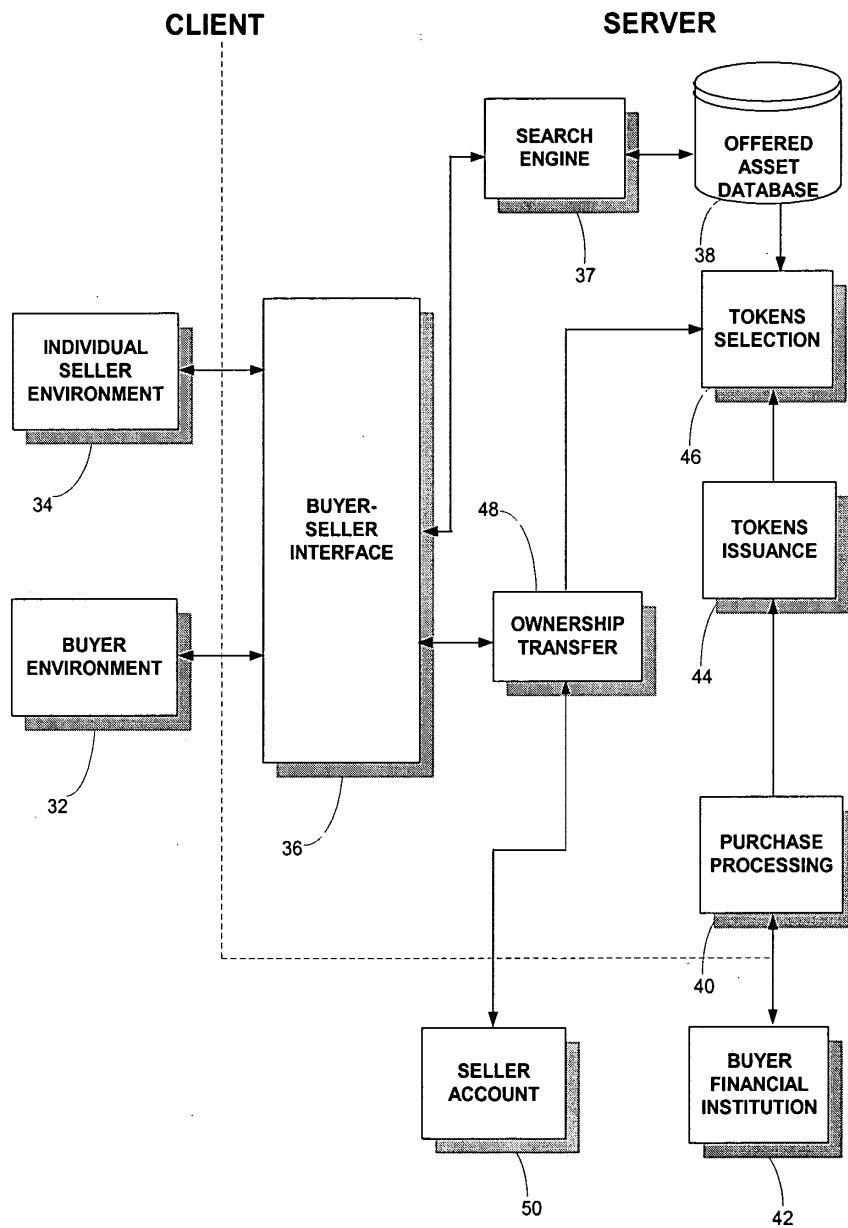 CLIENT
SERVER
SEARCH
ENGINE
37
OFFERED
ASSET
DATABASE
38
INDIVIDUAL
SELLER
ENVIRONMENT
34
TOKENS
SELECTION
46
BUYER-
SELLER
INTERFACE
36
48
TOKENS
ISSUANCE
44
BUYER
ENVIRONMENT
32
OWNERSHIP
TRANSFER
PURCHASE
PROCESSING
40
SELLER
ACCOUNT
50
BUYER
FINANCIAL
INSTITUTION
42